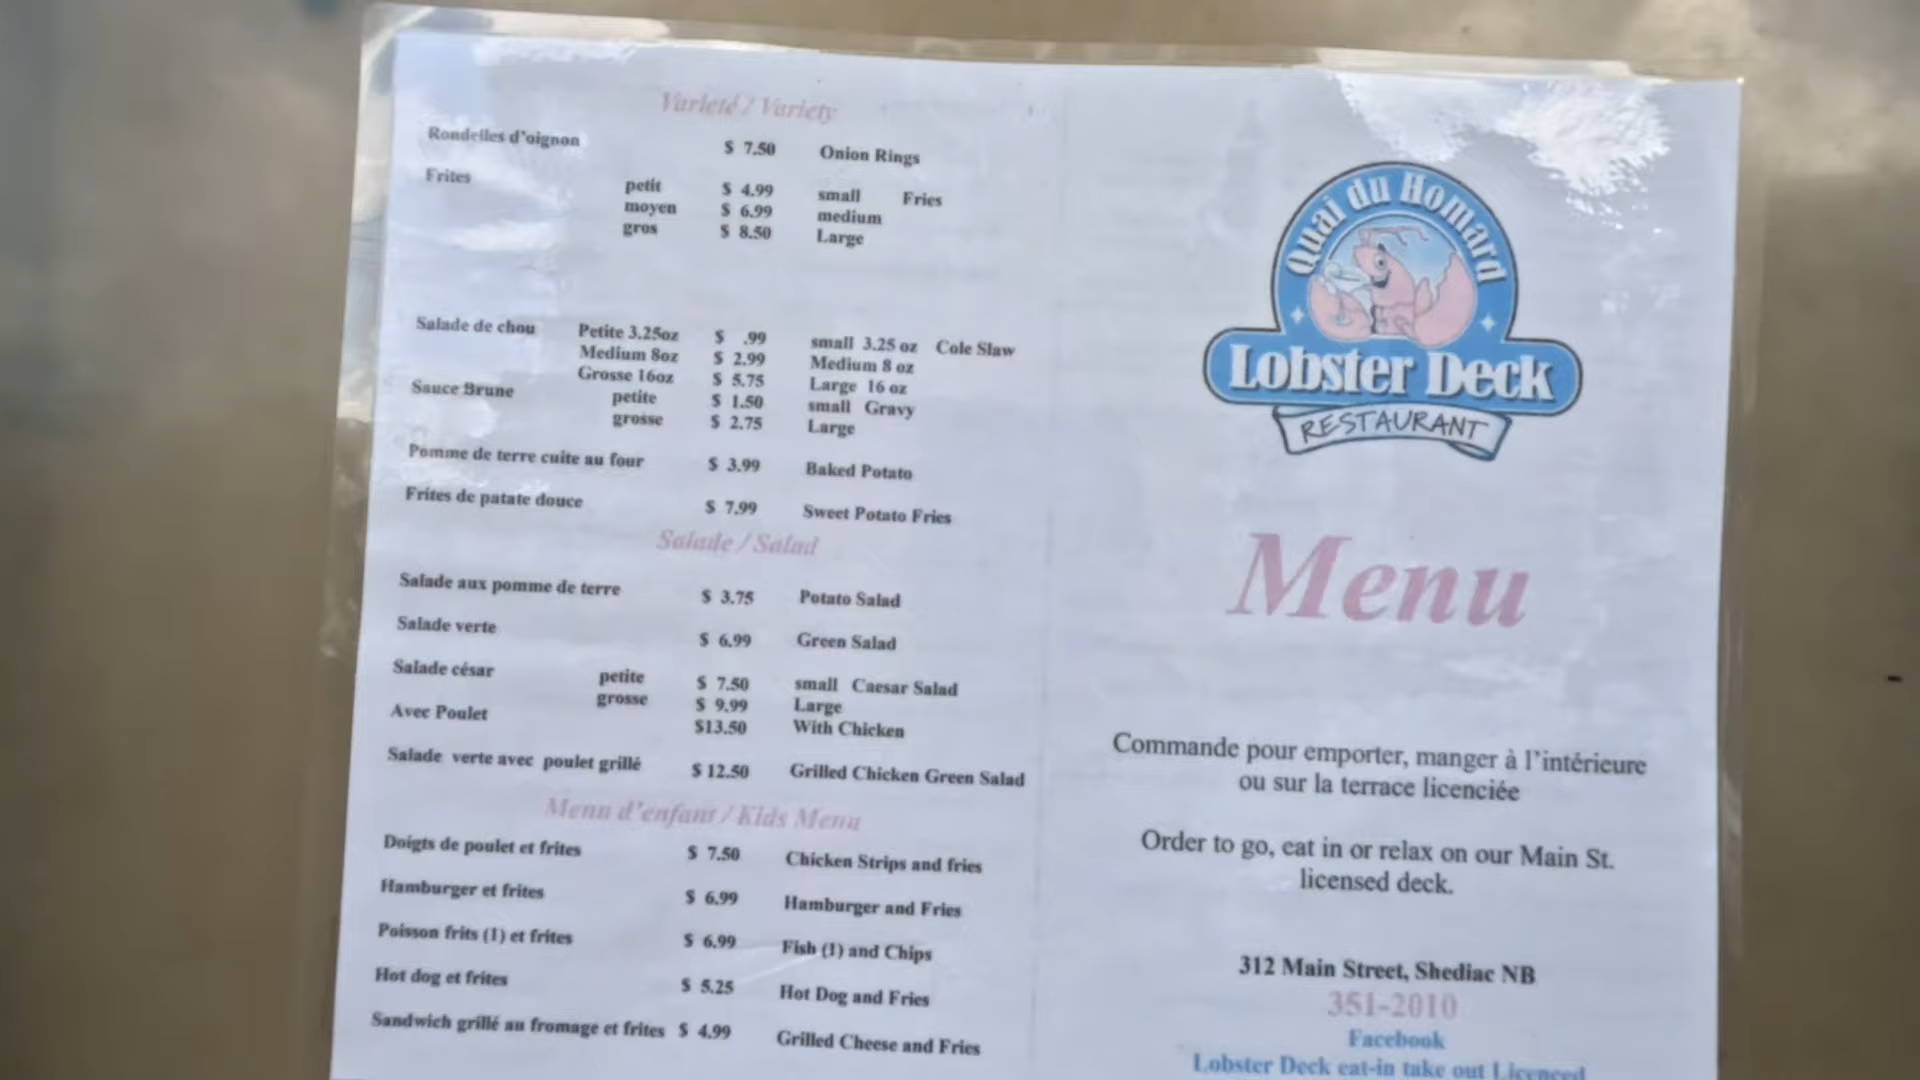 Varieté / Variety
Rondelles d'oignon $ 7.50 Onion Rings
Frites petit $ 4.99 small Fries
moyen $ 6.99 medium
gros $ 8.50 Large
Salade de chou Petite 3.25oz $ .99 small 3.25 oz Cole Slaw
Medium 8oz $ 2.99 Medium 8 oz
Grosse 16oz $ 5.75 Large 16 oz
Sauce Brune petite $ 1.50 small Gravy
grosse $ 2.75 Large
Pomme de terre cuite au four $ 3.99 Baked Potato
Frites de patate douce $ 7.99 Sweet Potato Fries
Salade / Salad
Salade aux pomme de terre $ 3.75 Potato Salad
Salade verte $ 6.99 Green Salad
Salade césar petite $ 7.50 small Caesar Salad
grosse $ 9.99 Large
Avec Poulet $13.50 With Chicken
Salade verte avec poulet grillé $ 12.50 Grilled Chicken Green Salad
Menu d'enfant / Kids Menu
Doigts de poulet et frites $ 7.50 Chicken Strips and fries
Hamburger et frites $ 6.99 Hamburger and Fries
Poisson frits (1) et frites $ 6.99 Fish (1) and Chips
Hot dog et frites $ 5.25 Hot Dog and Fries
Sandwich grillé au fromage et frites $ 4.99 Grilled Cheese and Fries
Quai du Homard
Lobster Deck
RESTAURANT
Menu
Commande pour emporter, manger à l'intérieure
ou sur la terrace licenciée
Order to go, eat in or relax on our Main St.
licensed deck.
312 Main Street, Shediac NB
351-2010
Facebook
Lobster Deck eat-in take out Licenced